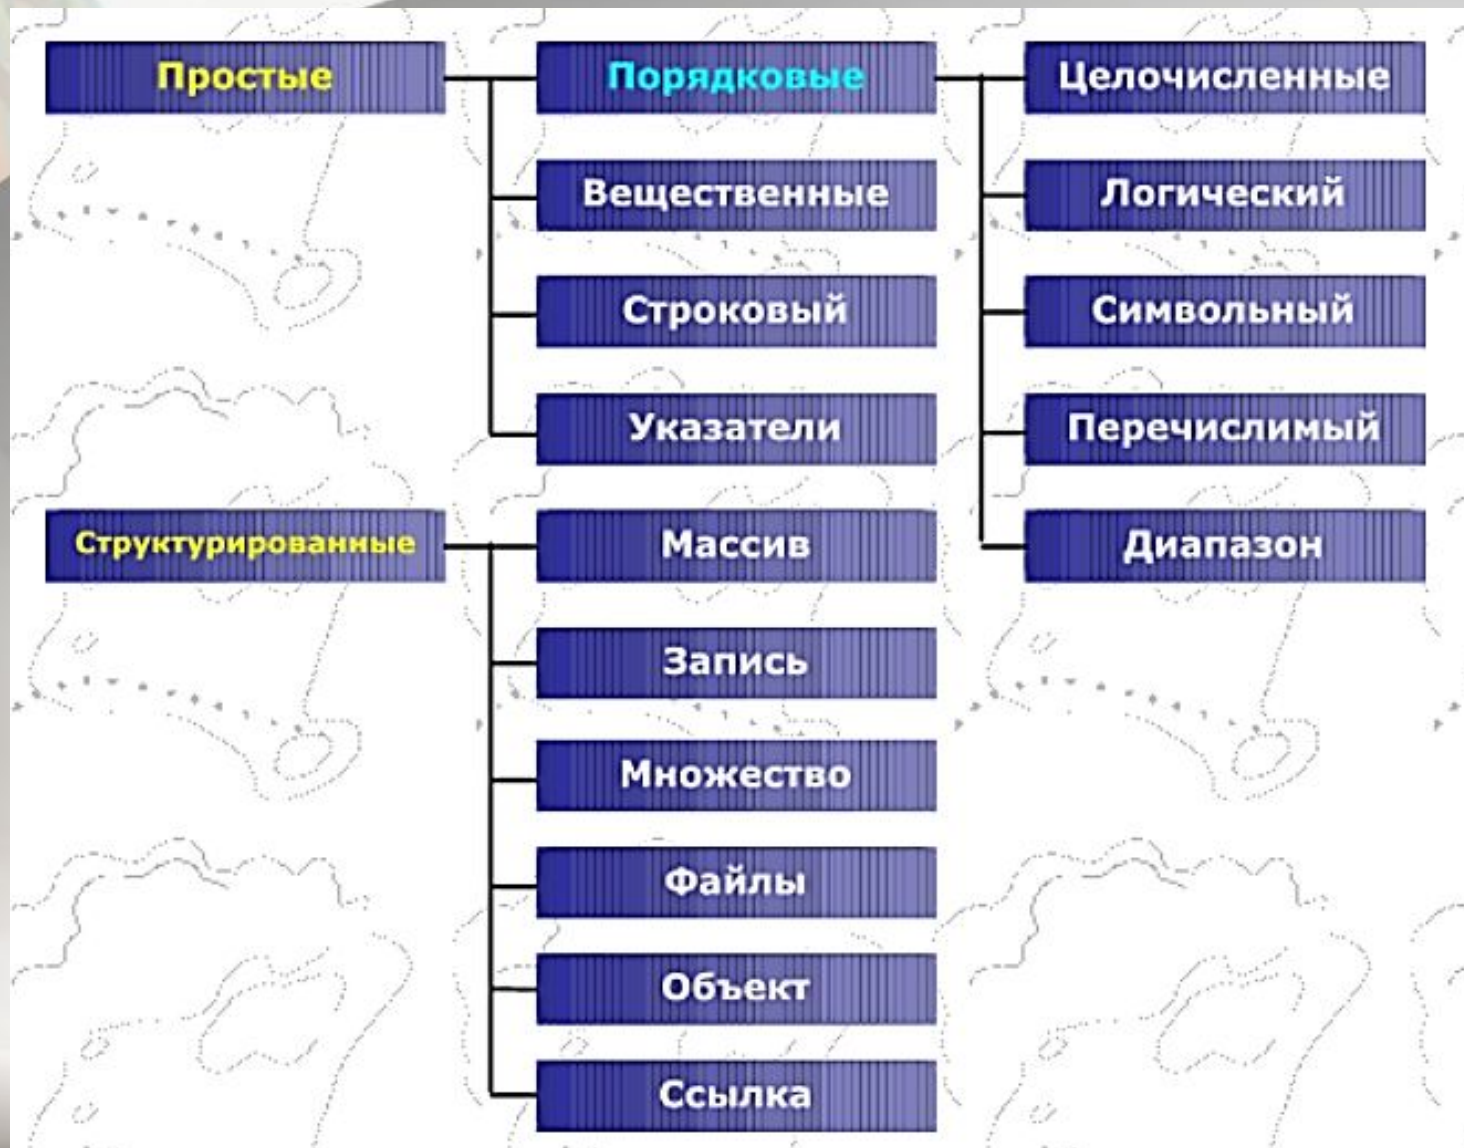 Простые
Порядковые
Целочисленные
Вещественные
Логический
Строковый
Символьный
Указатели
Перечислимый
Структурированные
Массив
Диапазон
Запись
Множество
Файлы
Объект
Ссылка